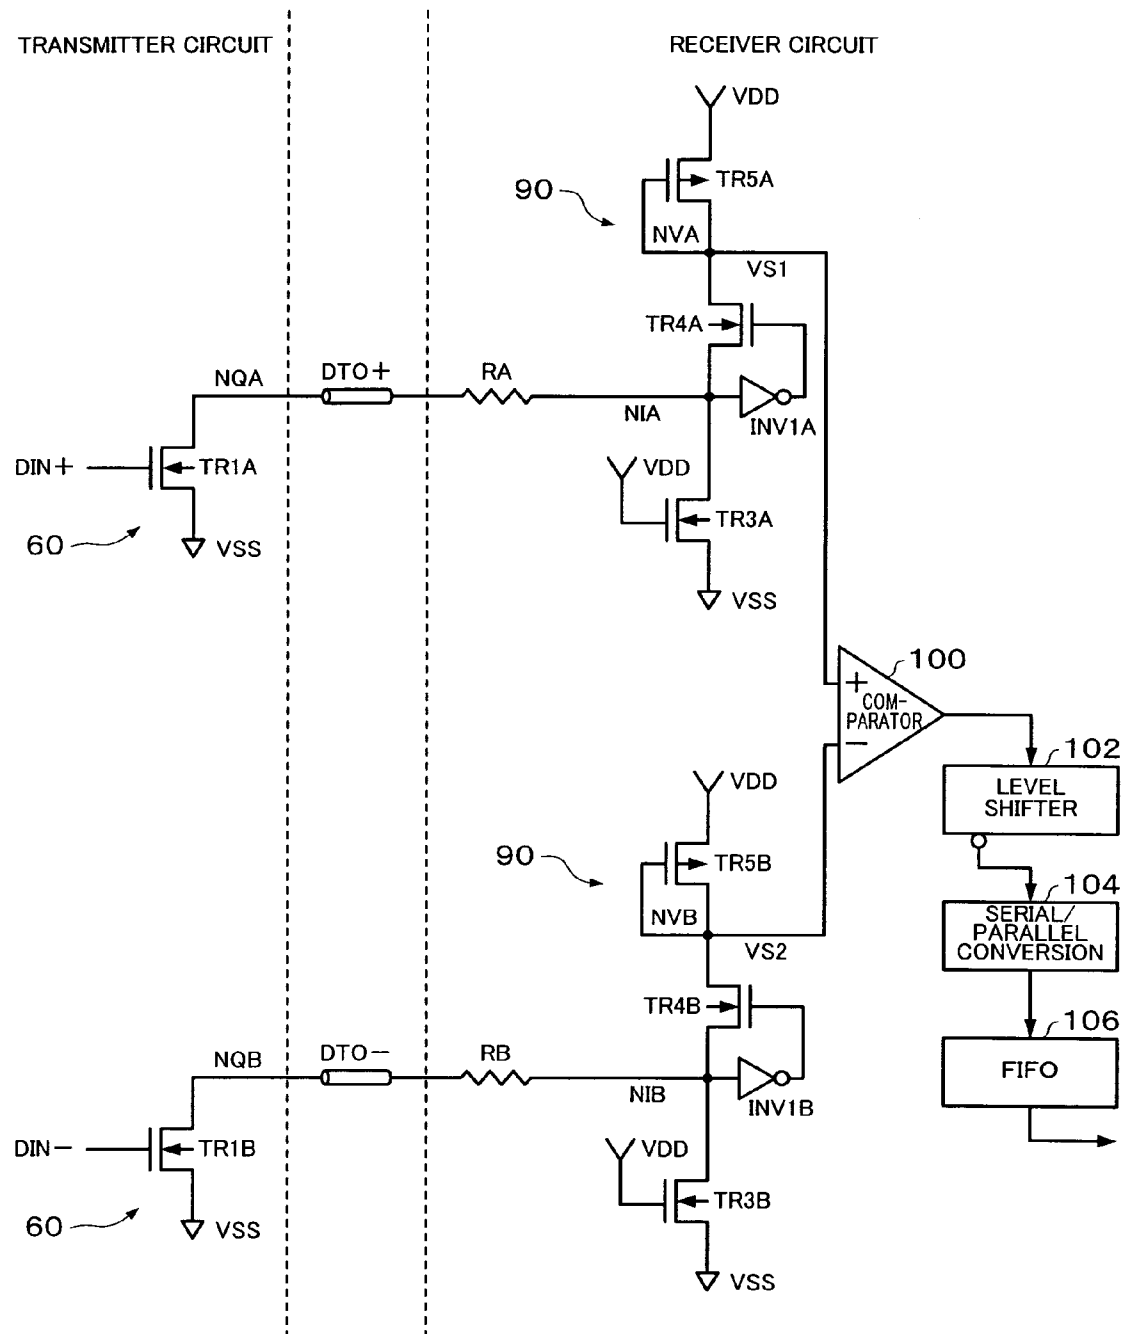 TRANSMITTER CIRCUIT
RECEIVER CIRCUIT
VDD
TR5A
90
NVA
VS1
TR4A
NQA
DTO+
RA
NIA
INV1A
DIN+
TR1A
VDD
TR3A
60
VSS
VSS
100
+
COM-
PARATOR
−
102
LEVEL
SHIFTER
VDD
TR5B
90
104
SERIAL/
PARALLEL
CONVERSION
NVB
VS2
TR4B
106
FIFO
NQB
DTO−
RB
NIB
INV1B
DIN−
TR1B
VDD
TR3B
60
VSS
VSS